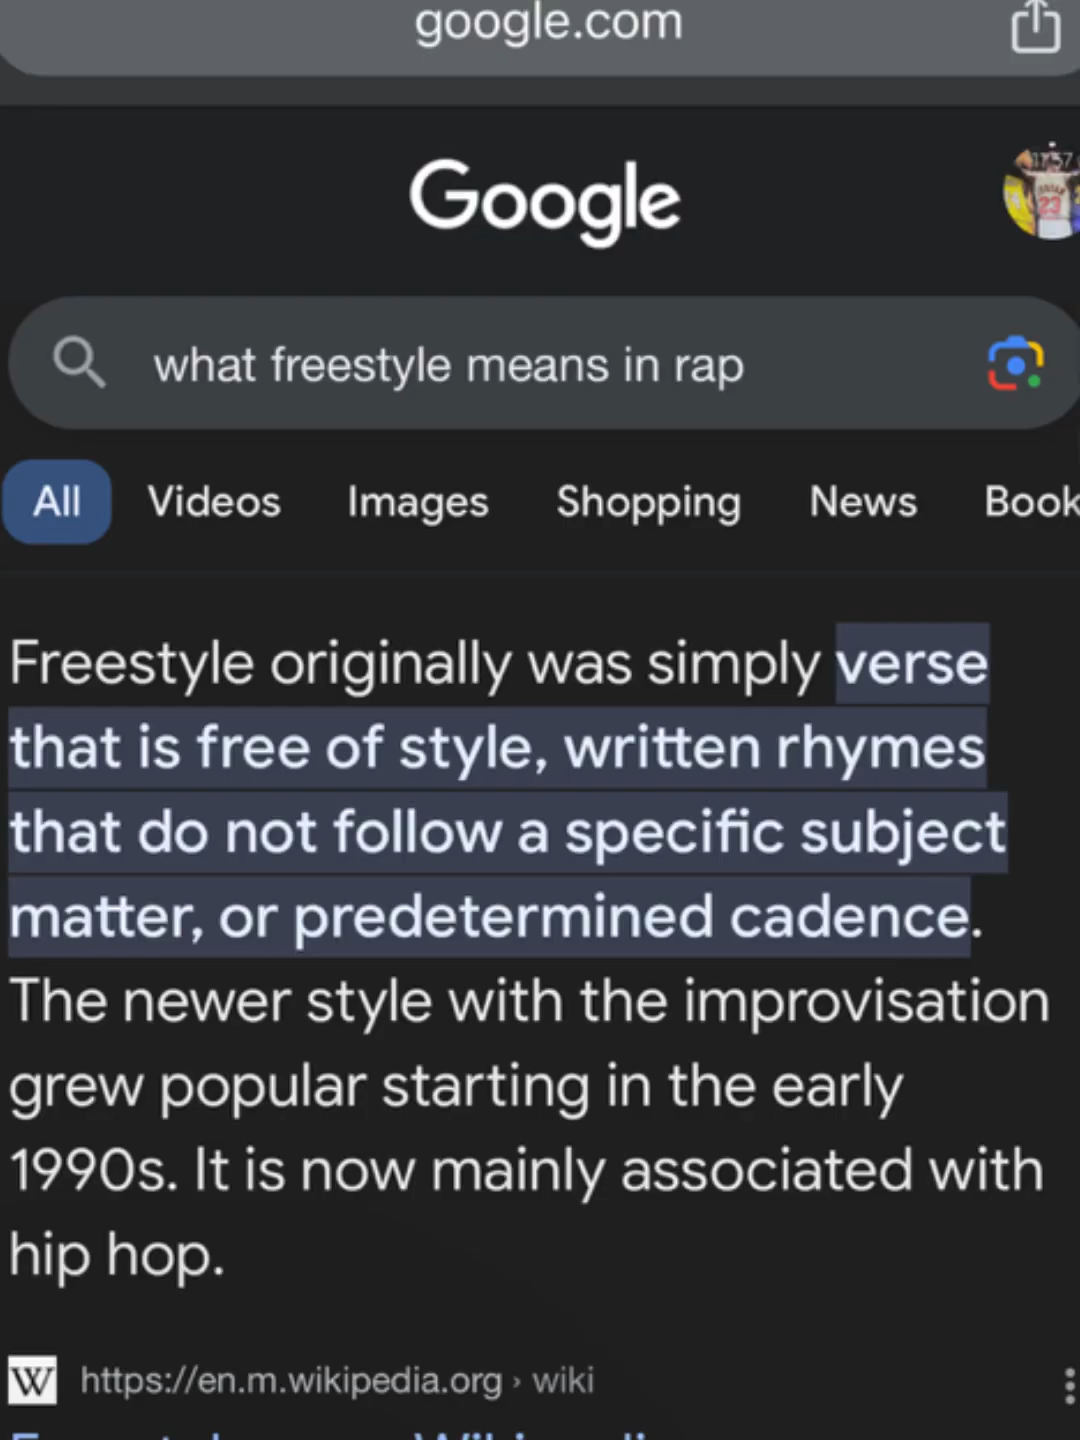 google.com
Google
23
what freestyle means in rap
All Videos Images Shopping News Book
Freestyle originally was simply verse
that is free of style, written rhymes
that do not follow a specific subject
matter, or predetermined cadence.
The newer style with the improvisation
grew popular starting in the early
1990s. It is now mainly associated with
hip hop.
W https://en.m.wikipedia.org › wiki